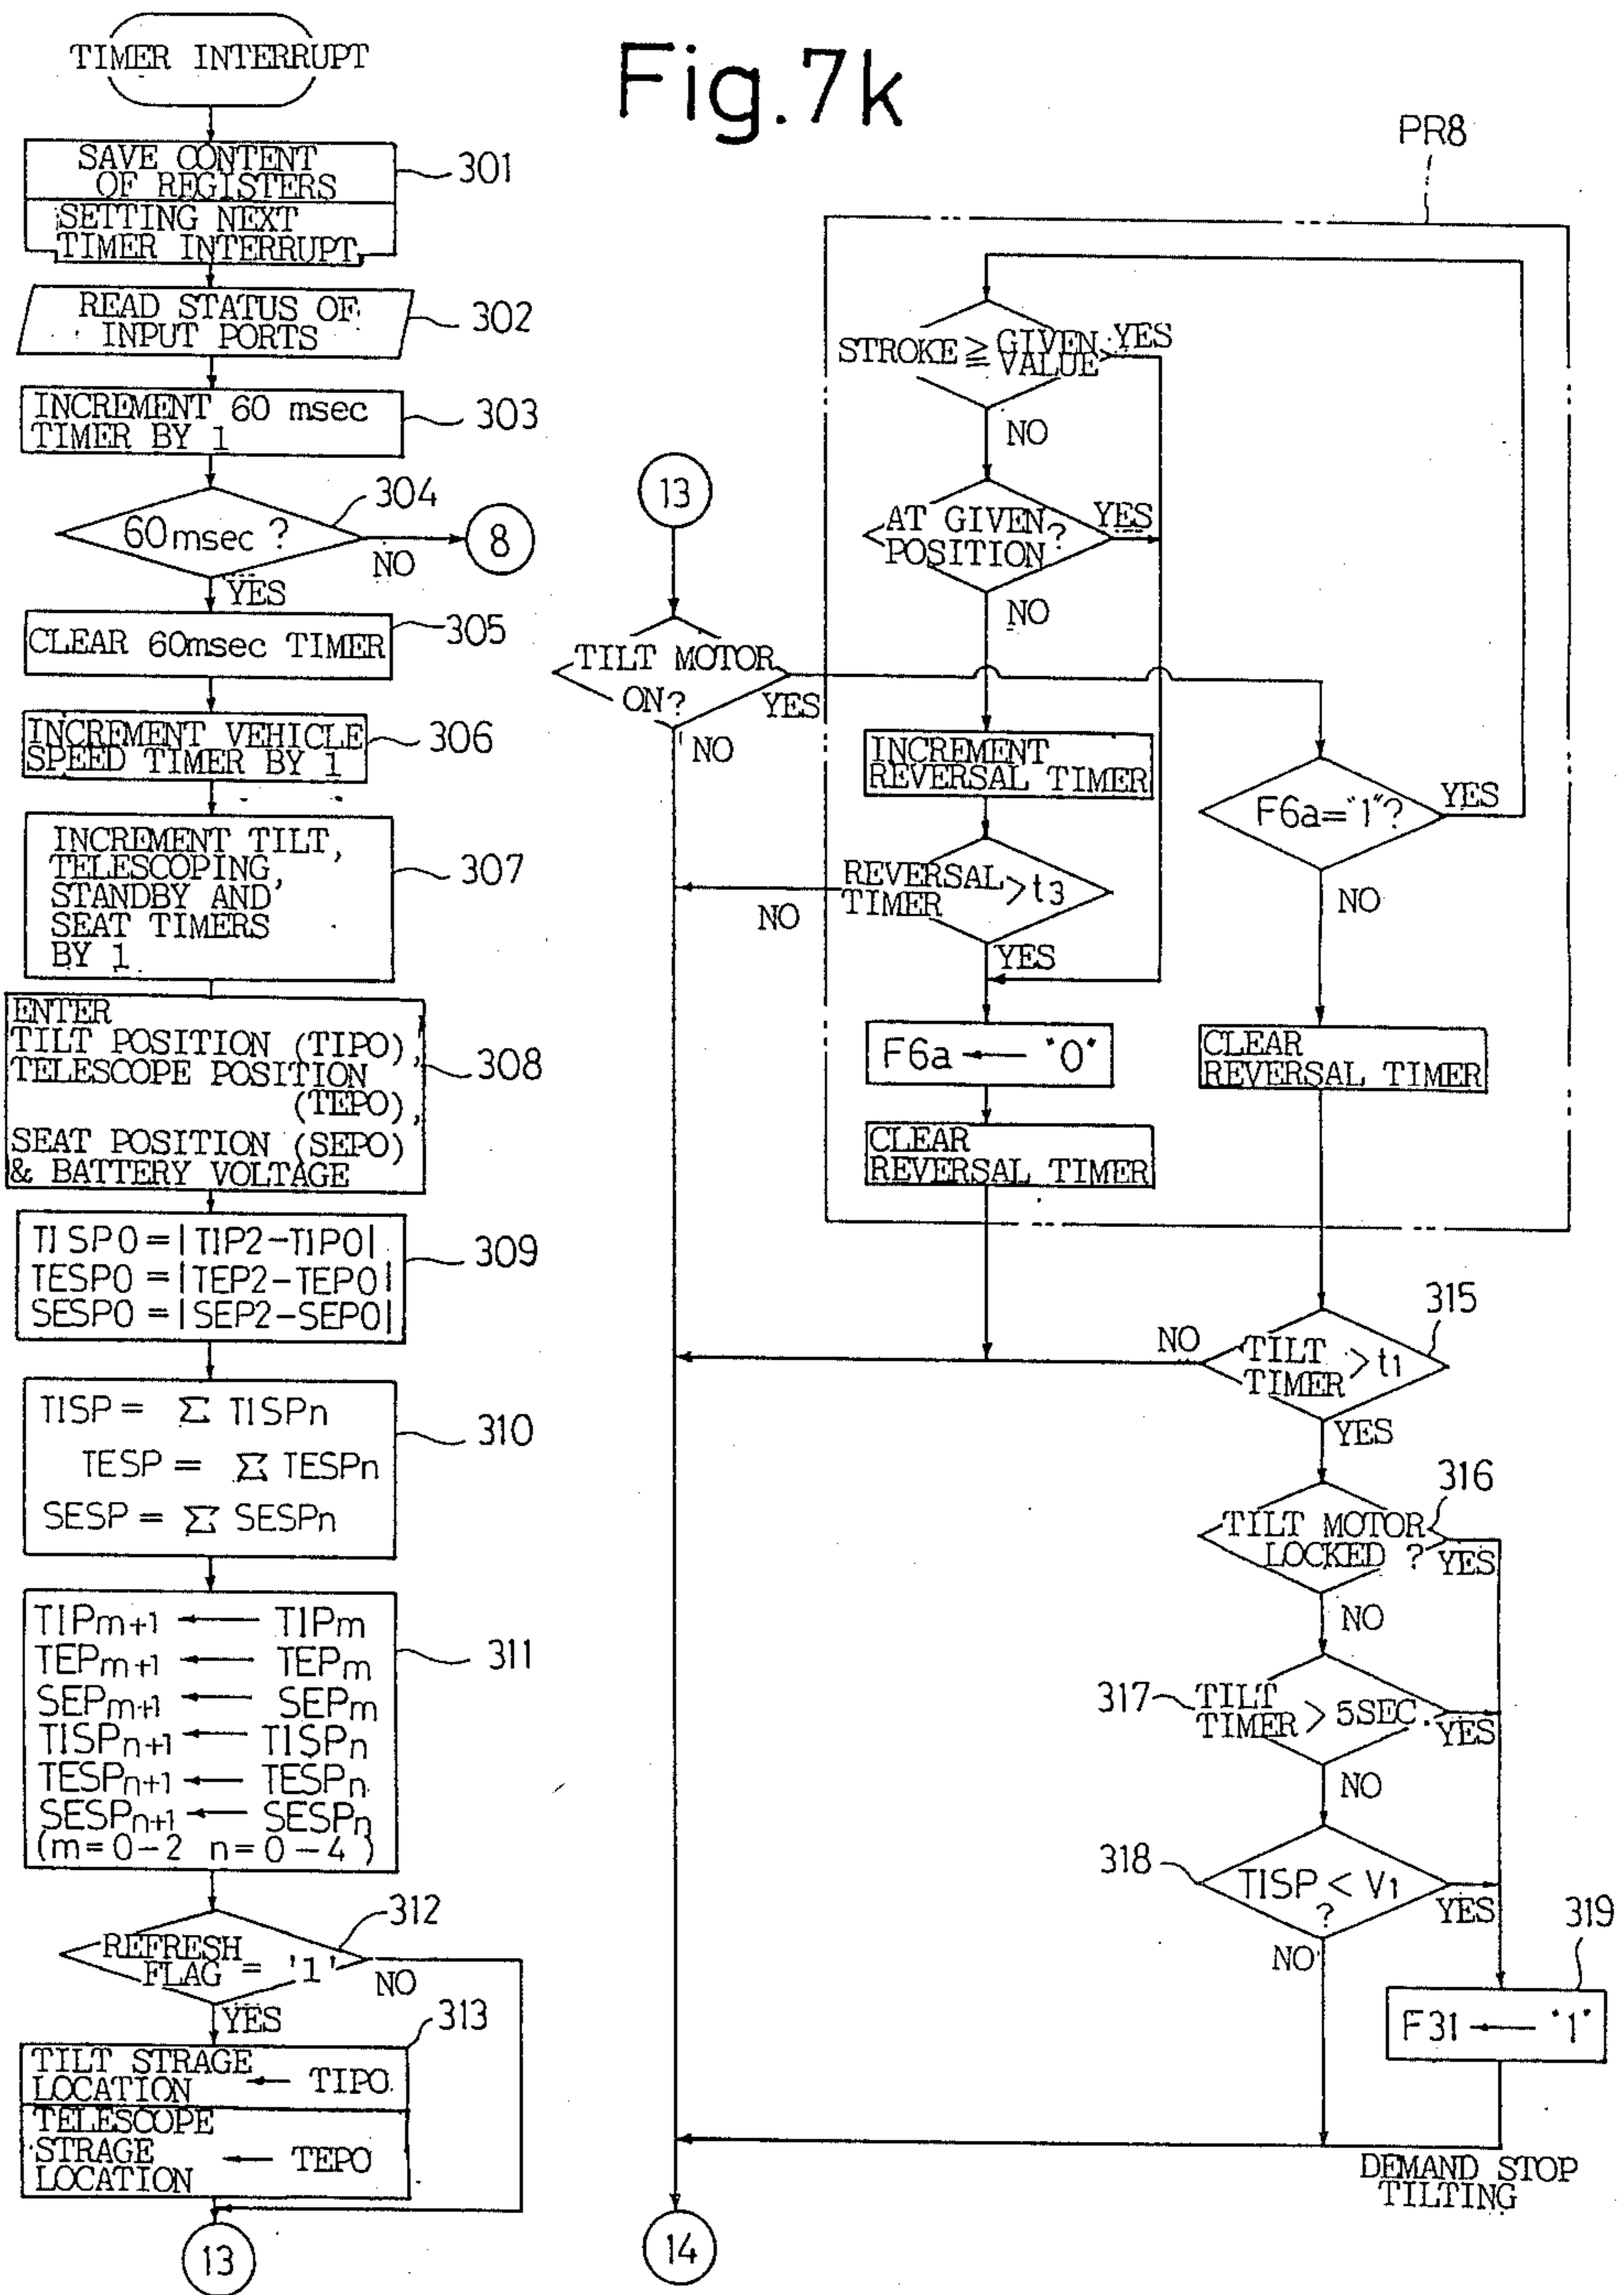 Fig.7k
TIMER INTERRUPT
SAVE CONTENT
OF REGISTERS
SETTING NEXT
TIMER INTERRUPT
301
READ STATUS OF
INPUT PORTS
302
INCREMENT 60 msec
TIMER BY 1
303
304
60msec ?
NO
8
YES
CLEAR 60msec TIMER
305
INCREMENT VEHICLE
SPEED TIMER BY 1
306
INCREMENT TILT,
TELESCOPING,
STANDBY AND
SEAT TIMERS
BY 1
307
ENTER
TILT POSITION (TIPO),
TELESCOPE POSITION
(TEPO),
SEAT POSITION (SEPO)
& BATTERY VOLTAGE
308
TISP0 = |TIP2-TIP0|
TESP0 = |TEP2-TEP0|
SESP0 = |SEP2-SEP0|
309
TISP = Σ TISPn
TESP = Σ TESPn
SESP = Σ SESPn
310
TIPm+1 ← TIPm
TEPm+1 ← TEPm
SEPm+1 ← SEPm
TISPn+1 ← TISPn
TESPn+1 ← TESPn
SESPn+1 ← SESPn
(m=0-2 n=0-4)
311
312
REFRESH
FLAG = '1'
NO
YES
313
TILT STRAGE
LOCATION ← TIPO
TELESCOPE
STRAGE
LOCATION ← TEPO
13
13
TILT MOTOR
ON?
YES
NO
PR8
STROKE ≧ GIVEN
VALUE
YES
NO
AT GIVEN
POSITION?
YES
NO
INCREMENT
REVERSAL TIMER
REVERSAL
TIMER > t3
NO
YES
F6a ← "0"
CLEAR
REVERSAL TIMER
F6a="1"?
YES
NO
CLEAR
REVERSAL TIMER
315
TILT
TIMER > t1
NO
YES
316
TILT MOTOR
LOCKED ?
YES
NO
317
TILT
TIMER > 5SEC.
YES
NO
318
TISP < V1
?
YES
NO
319
F31 ← "1"
DEMAND STOP
TILTING
14